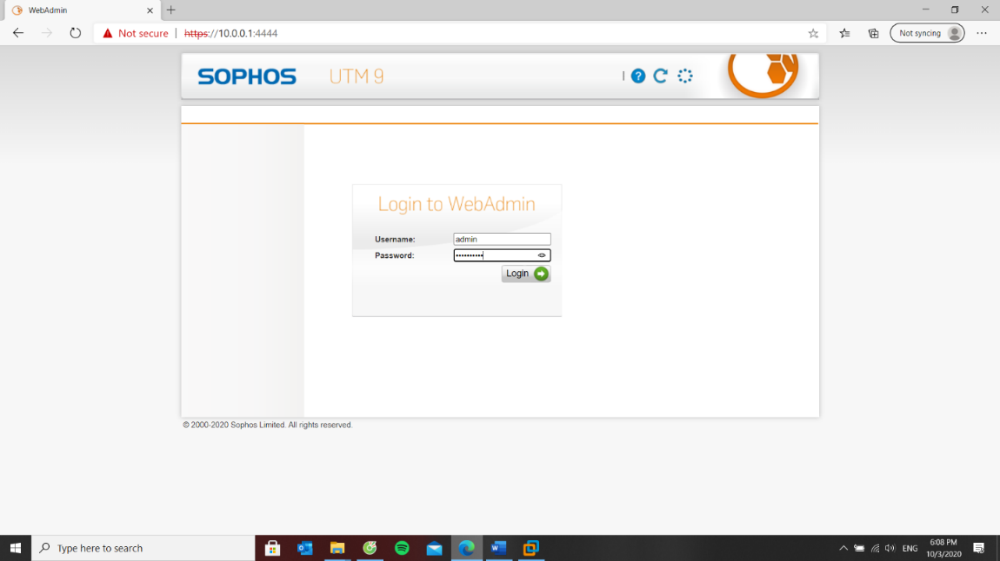 WebAdmin
Not secure | https://10.0.0.1:4444
Not syncing
SOPHOS UTM 9
Login to WebAdmin
Username: admin
Password: ••••••••••
Login
© 2000-2020 Sophos Limited. All rights reserved.
Type here to search
ENG
6:08 PM
10/3/2020